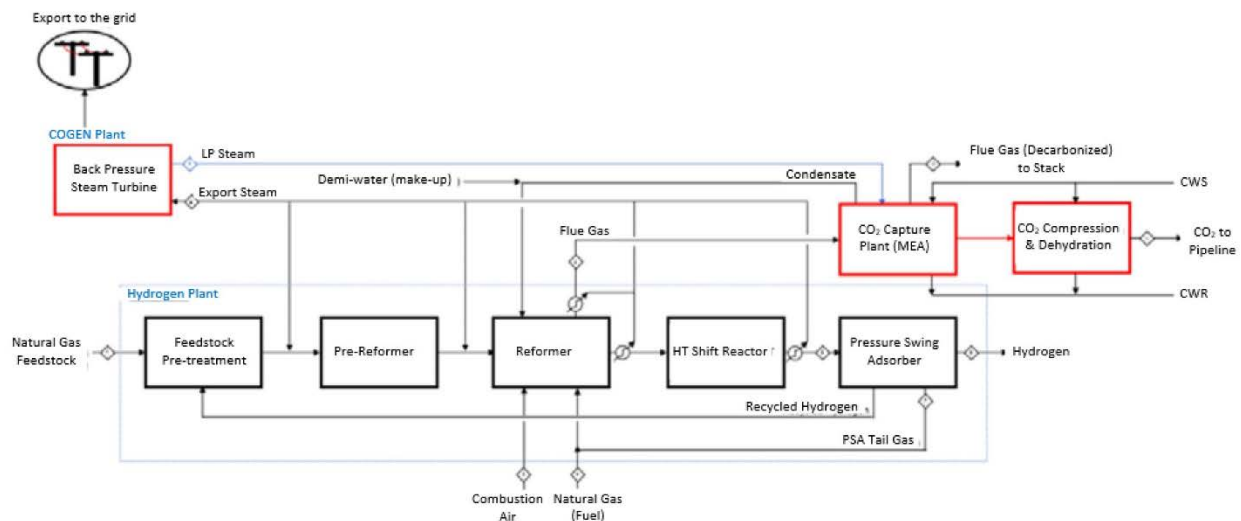 Export to the grid
COGEN Plant
Back Pressure
Steam Turbine
LP Steam
Export Steam
Demi-water (make-up)
Condensate
Flue Gas (Decarbonized)
to Stack
CWS
Flue Gas
CO₂ Capture
Plant (MEA)
CO₂ Compression
& Dehydration
CO₂ to
Pipeline
CWR
Hydrogen Plant
Natural Gas
Feedstock
Feedstock
Pre-treatment
Pre-Reformer
Reformer
HT Shift Reactor
Pressure Swing
Adsorber
Hydrogen
Recycled Hydrogen
PSA Tail Gas
Combustion
Air
Natural Gas
(Fuel)